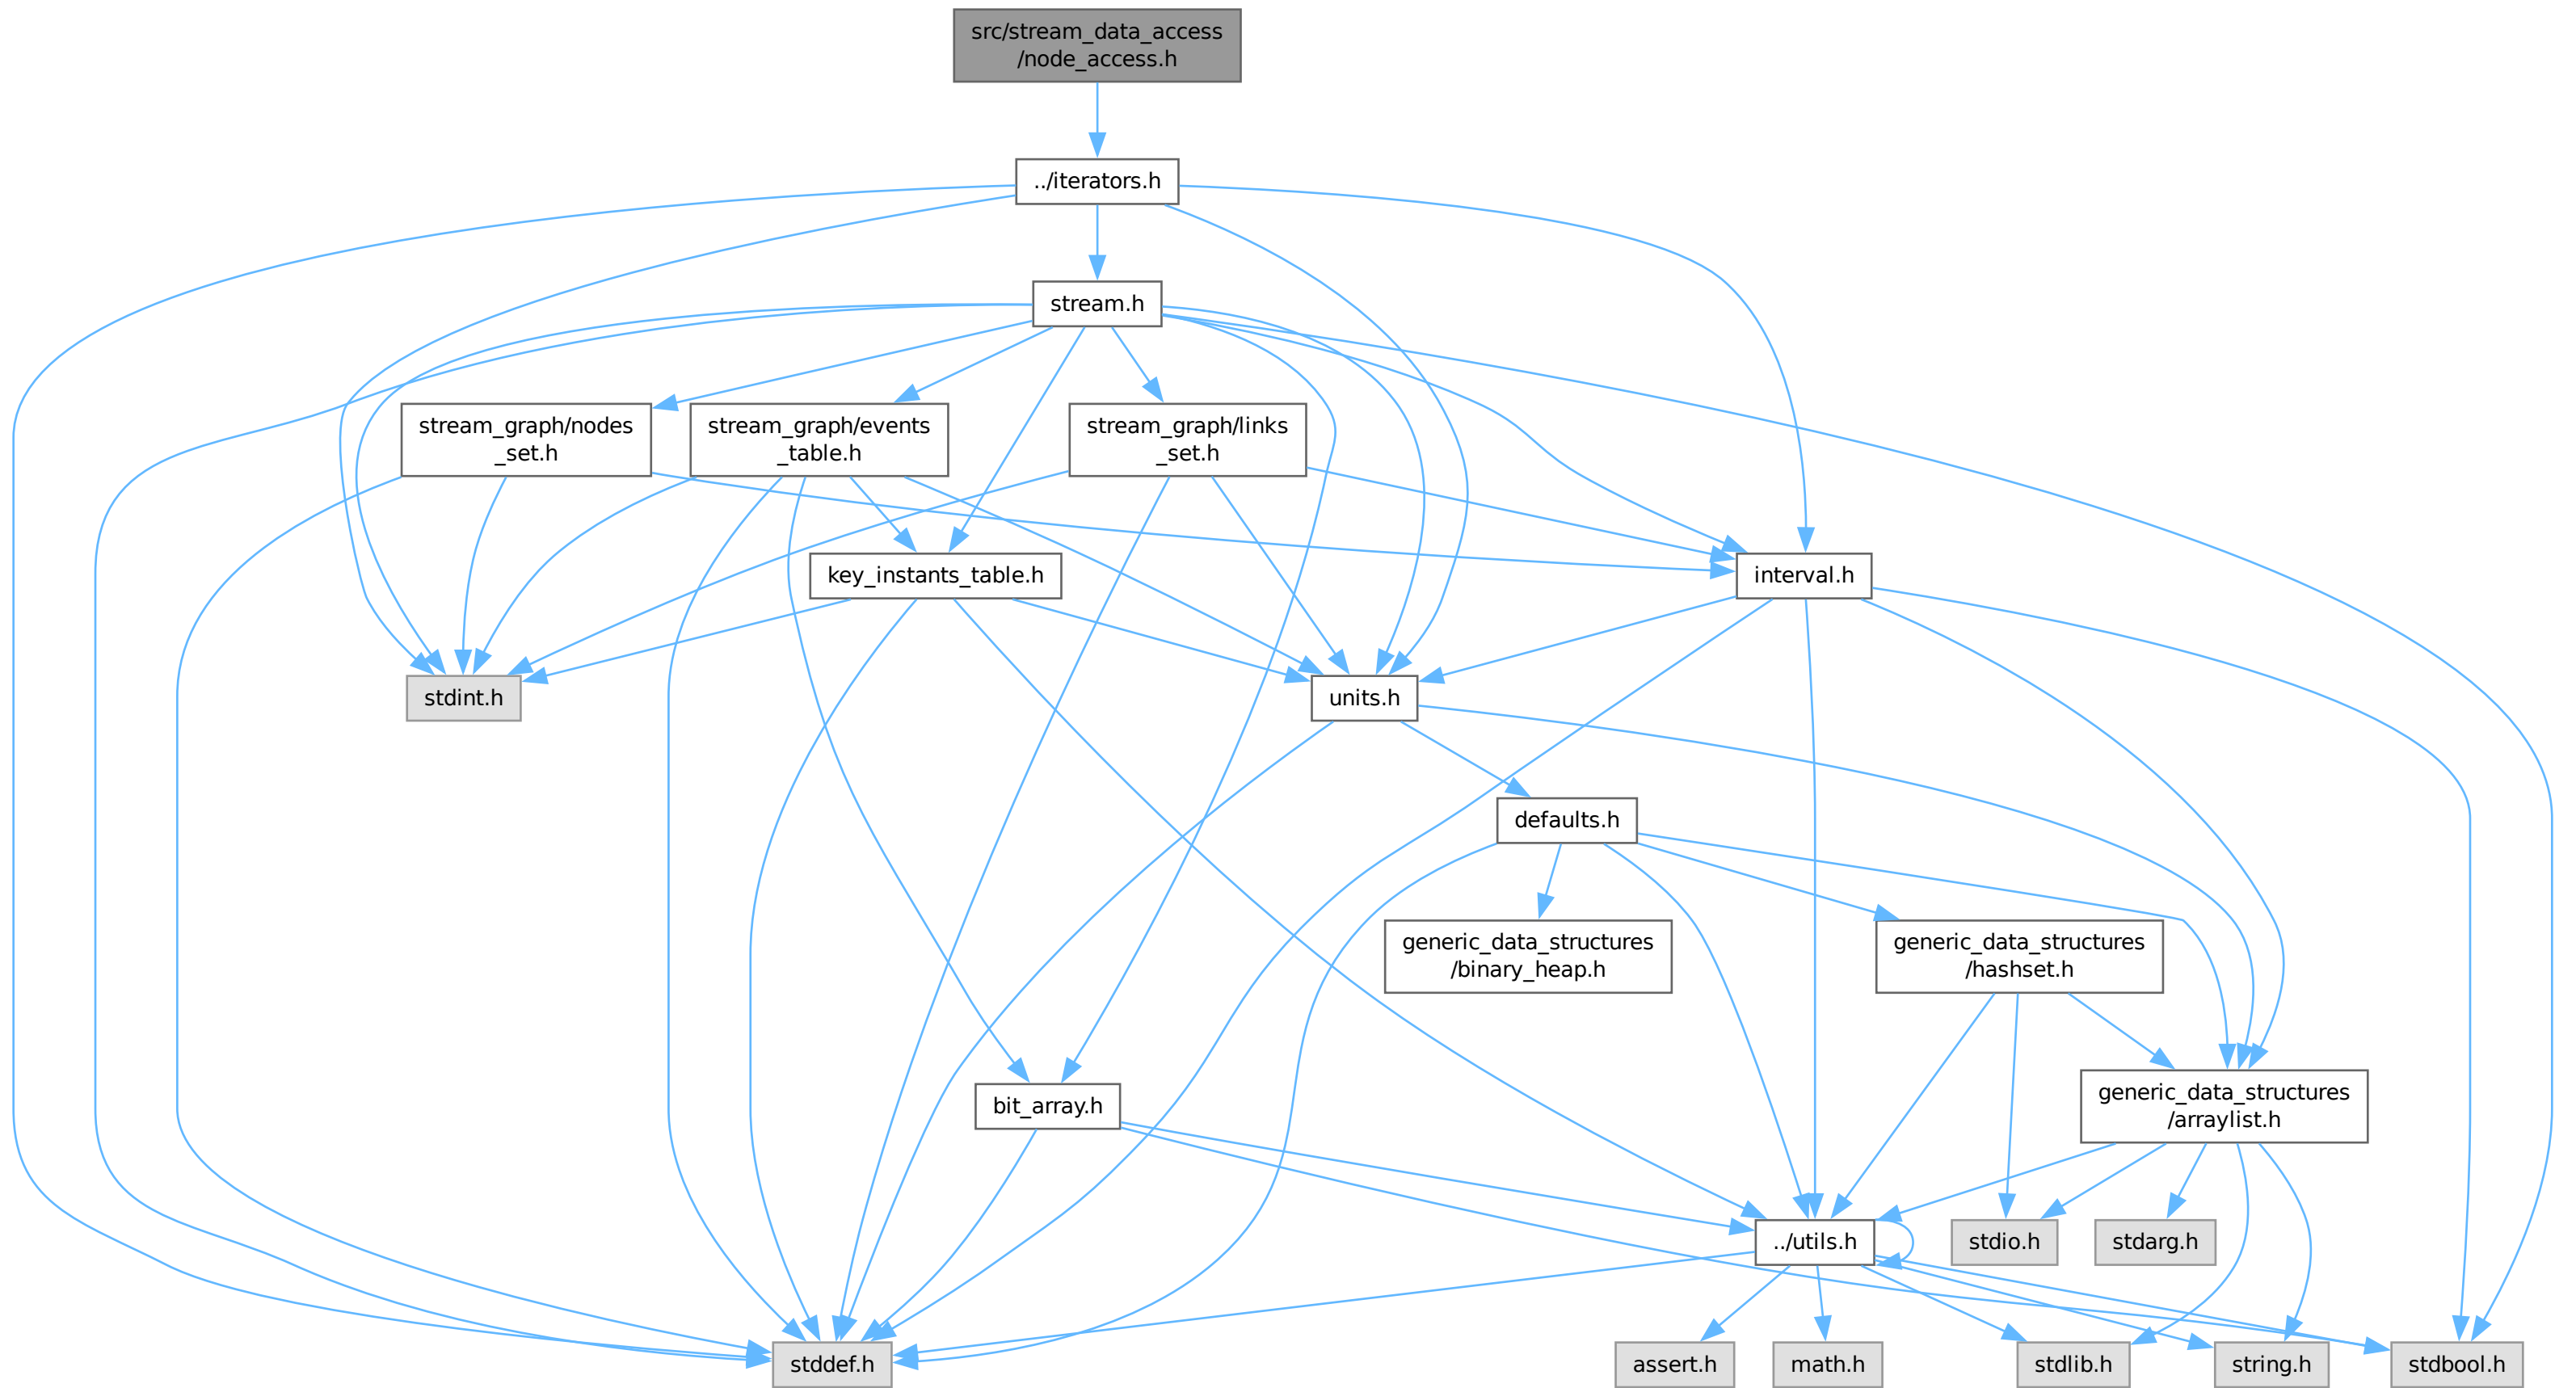 src/stream_data_access
/node_access.h
../iterators.h
stream.h
stream_graph/nodes
_set.h
stream_graph/events
_table.h
stream_graph/links
_set.h
key_instants_table.h
interval.h
stdint.h
units.h
defaults.h
generic_data_structures
/binary_heap.h
generic_data_structures
/hashset.h
bit_array.h
generic_data_structures
/arraylist.h
../utils.h
stdio.h
stdarg.h
stddef.h
assert.h
math.h
stdlib.h
string.h
stdbool.h